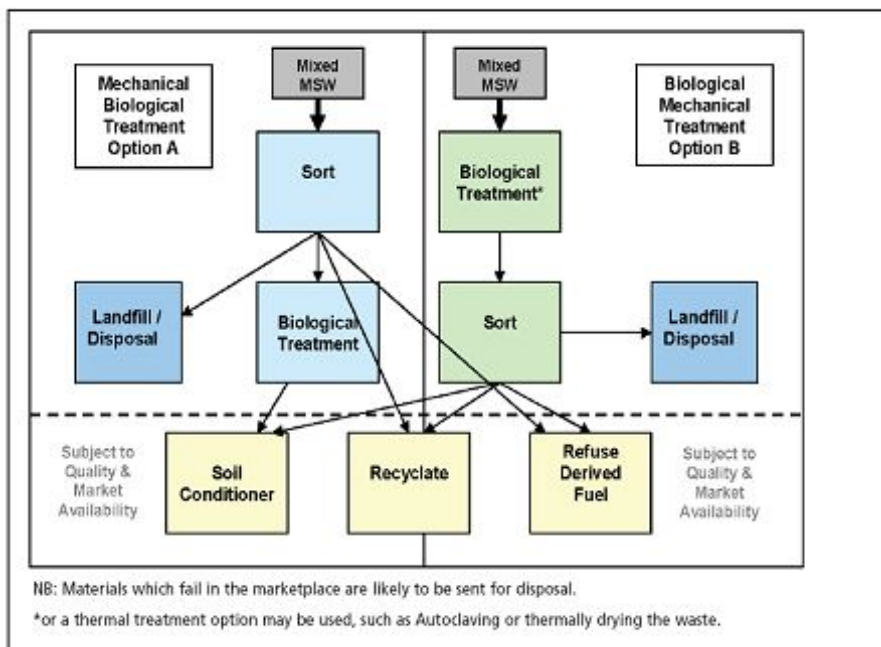 Mechanical
Biological
Treatment
Option A
Mixed
MSW
Mixed
MSW
Biological
Mechanical
Treatment
Option B
Sort
Biological
Treatment*
Landfill /
Disposal
Biological
Treatment
Sort
Landfill /
Disposal
Subject to
Quality &
Market
Availability
Soil
Conditioner
Recyclate
Refuse
Derived
Fuel
Subject to
Quality &
Market
Availability
NB: Materials which fail in the marketplace are likely to be sent for disposal.
*or a thermal treatment option may be used, such as Autoclaving or thermally drying the waste.